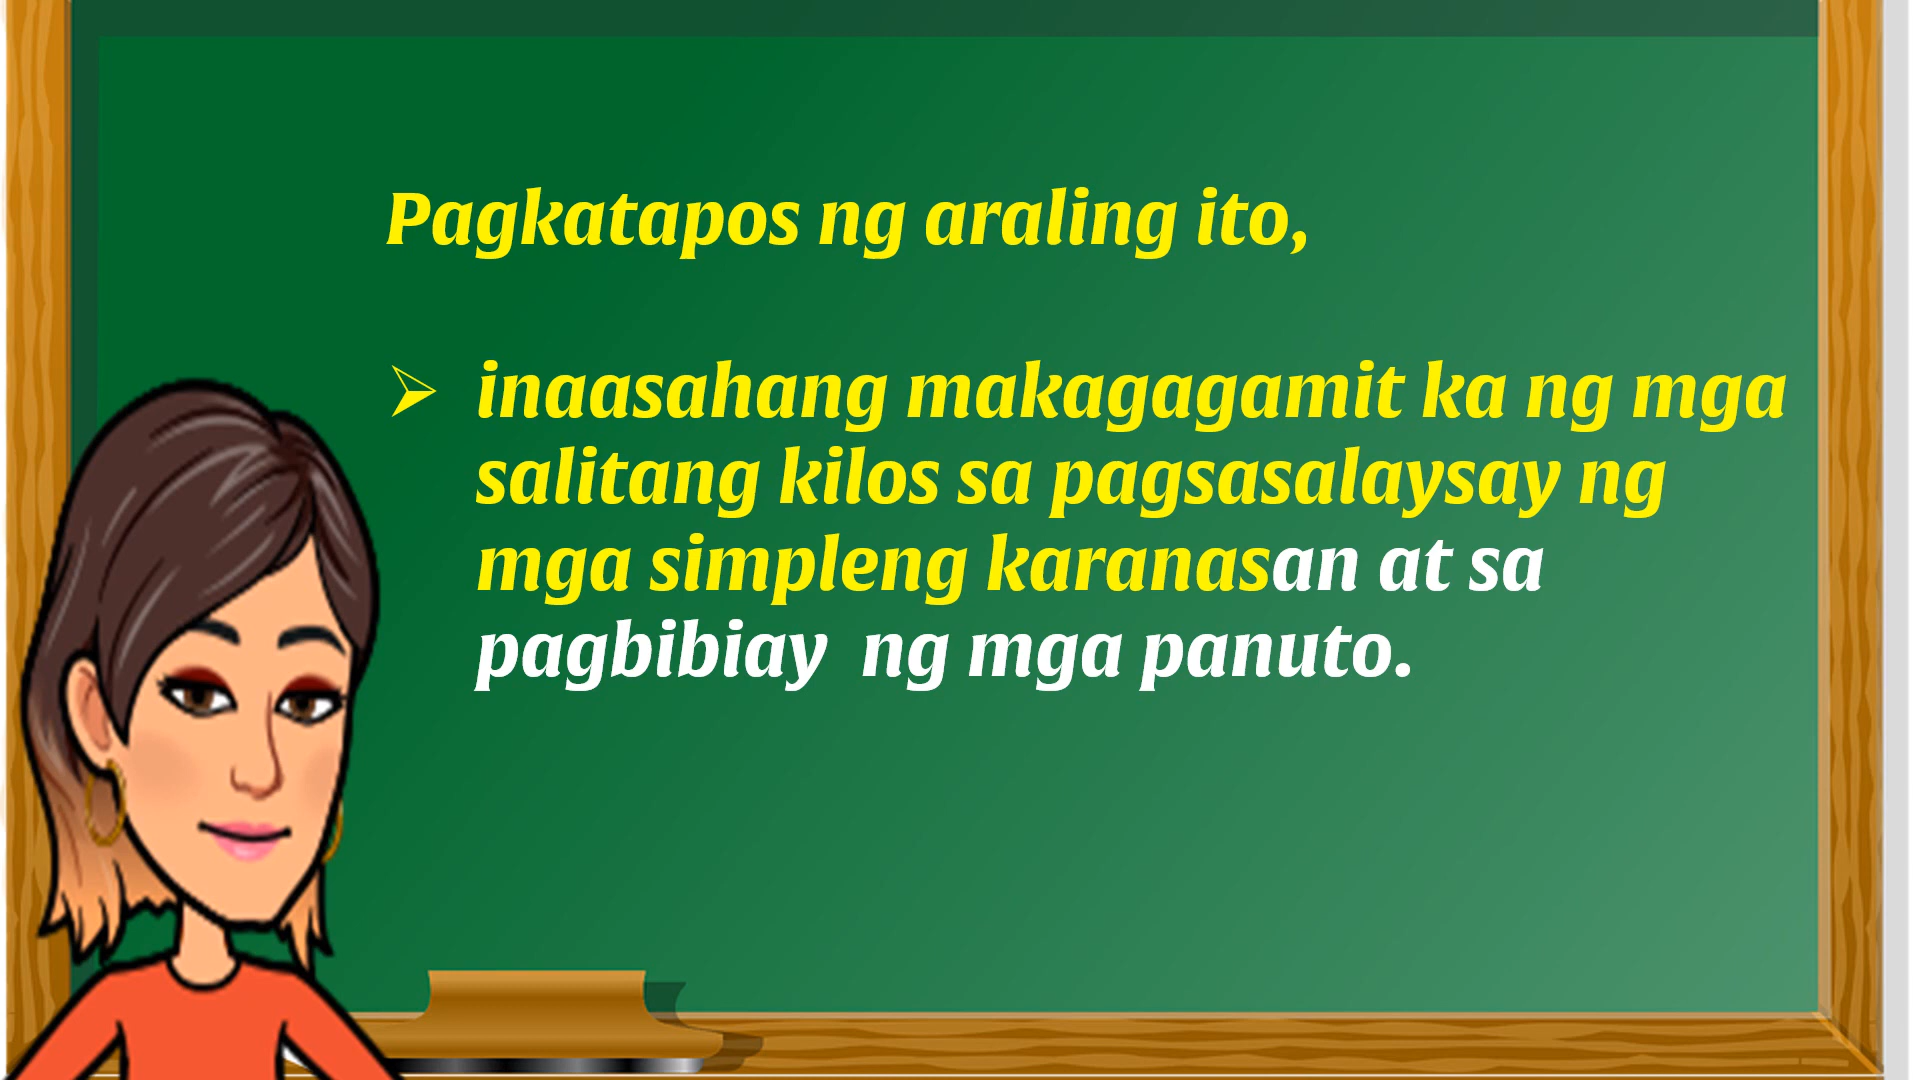 Pagkatapos ng araling ito,
➢ inaasahang makagagamit ka ng mga
salitang kilos sa pagsasalaysay ng
mga simpleng karanasan at sa
pagbibiay  ng mga panuto.